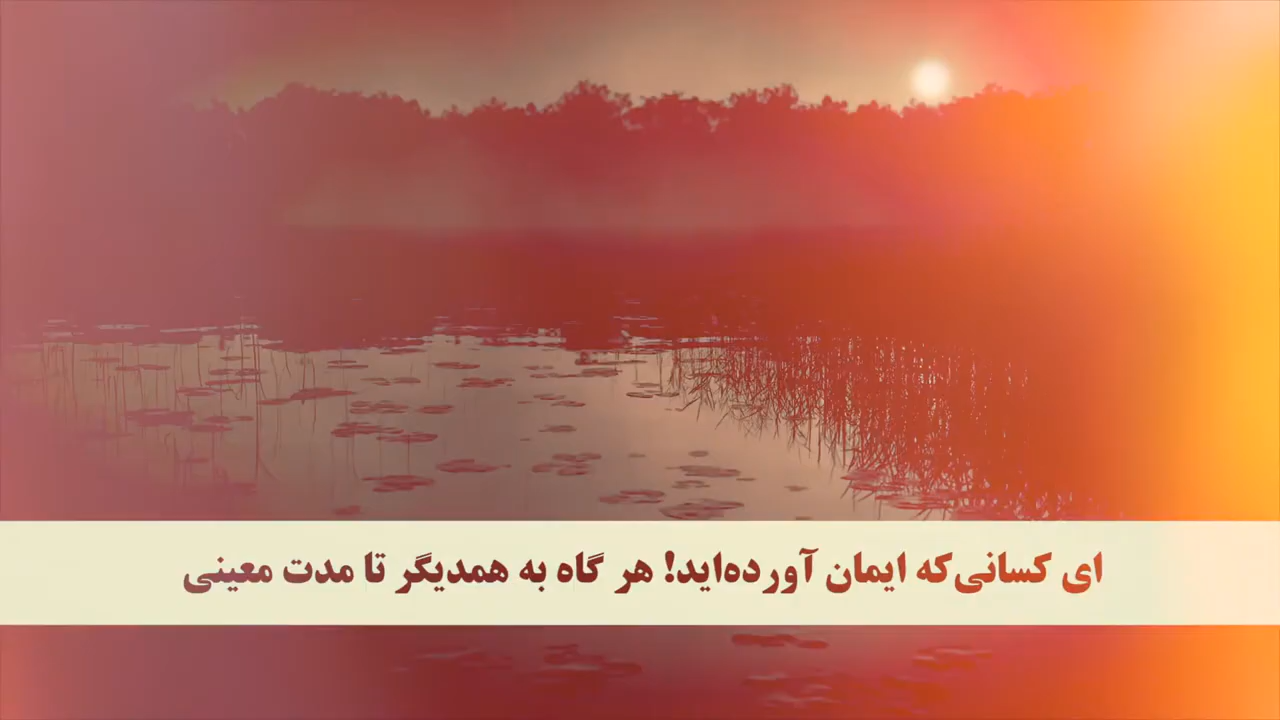 ای کسانی‌که ایمان آورده‌اید! هر گاه به همدیگر تا مدت معینی